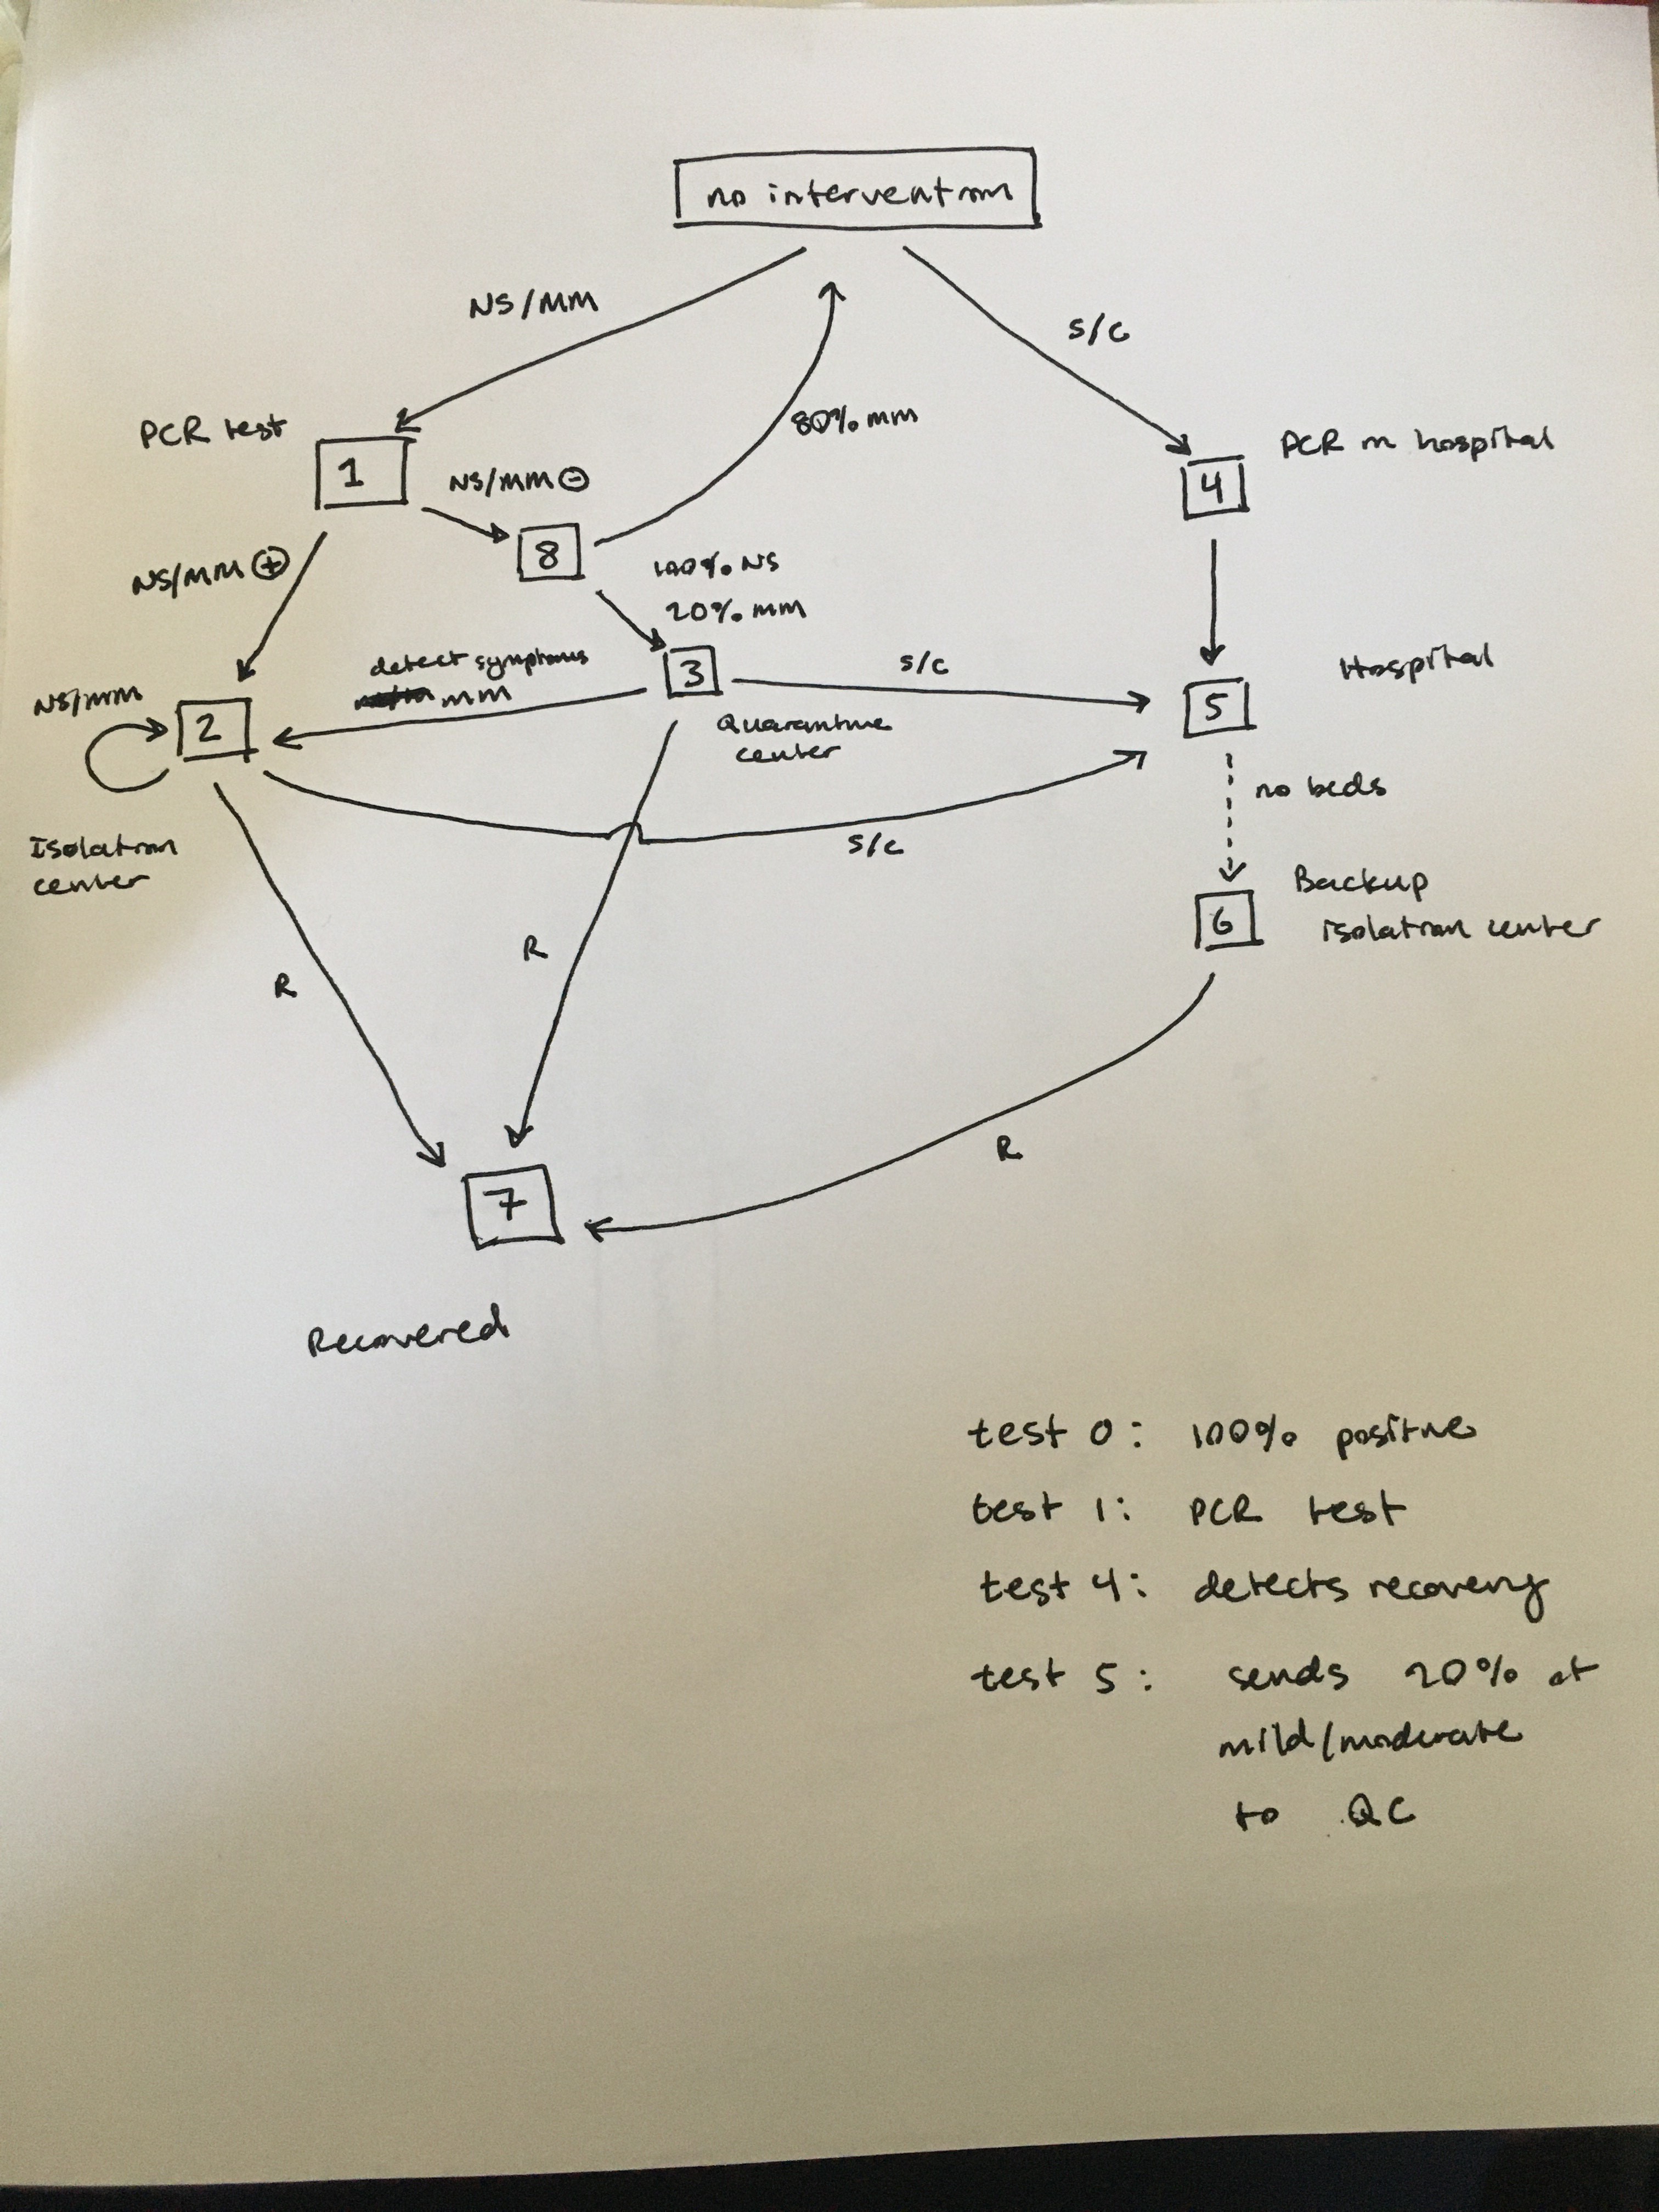 no intervention
NS/MM
S/C
80% mm
PCR test
1
NS/MM ⊖
8
PCR in hospital
4
NS/MM ⊕
100% NS
20% mm
detect symptoms
mm
3
S/C
Hospital
5
NS/mm
2
Quarantine
center
no beds
Isolation
center
S/C
Backup
isolation center
6
R
R
R
7
Recovered
test 0: 100% positive
test 1: PCR test
test 4: detects recovery
test 5: sends 20% of
mild/moderate
to QC